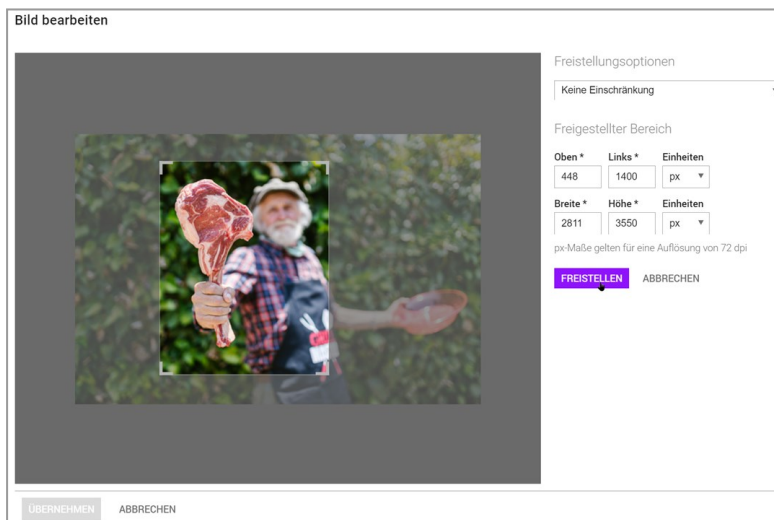 Bild bearbeiten
Freistellungsoptionen
Keine Einschränkung
Freigestellter Bereich
Oben * Links * Einheiten
448 1400 px
Breite * Höhe * Einheiten
2811 3550 px
px-Maße gelten für eine Auflösung von 72 dpi
FREISTELLEN ABBRECHEN
ÜBERNEHMEN ABBRECHEN